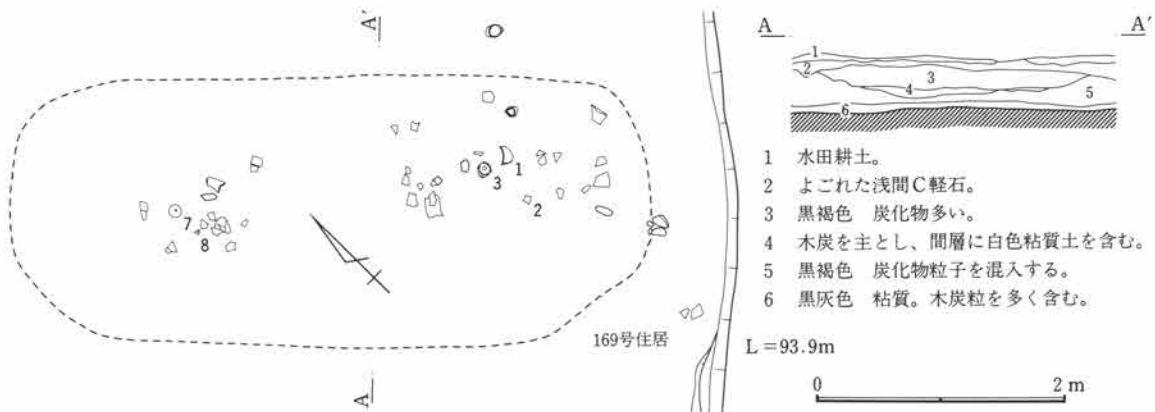 A′
3
1
2
7
8
169号住居
A
A
A′
1
2
3
4
5
6
1 水田耕土。
2 よごれた浅間C軽石。
3 黒褐色 炭化物多い。
4 木炭を主とし、間層に白色粘質土を含む。
5 黒褐色 炭化物粒子を混入する。
6 黒灰色 粘質。木炭粒を多く含む。
L=93.9m
0 2 m